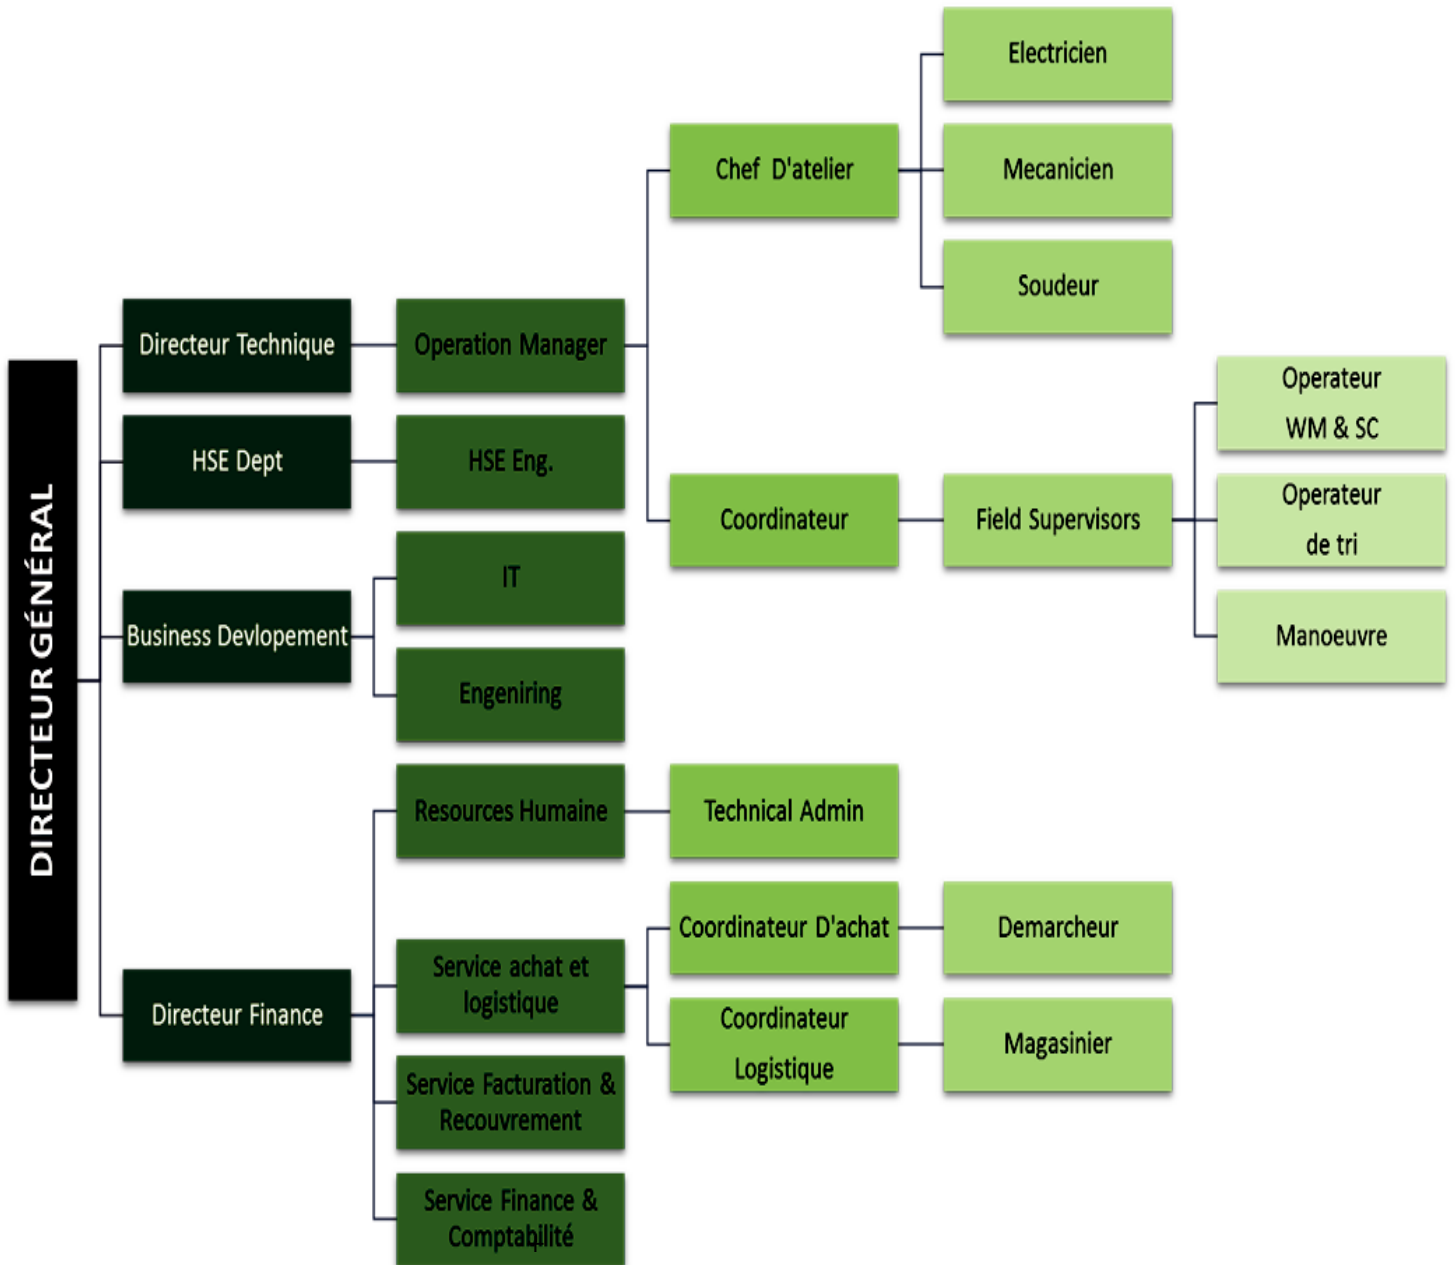 DIRECTEUR GÉNÉRAL
Directeur Technique
Operation Manager
Chef D'atelier
Electricien
Mecanicien
Soudeur
Coordinateur
Field Supervisors
Operateur
WM & SC
Operateur
de tri
Manoeuvre
HSE Dept
HSE Eng.
Business Devlopement
IT
Engeniring
Directeur Finance
Resources Humaine
Technical Admin
Service achat et
logistique
Coordinateur D'achat
Demarcheur
Coordinateur
Logistique
Magasinier
Service Facturation &
Recouvrement
Service Finance &
Comptabilité